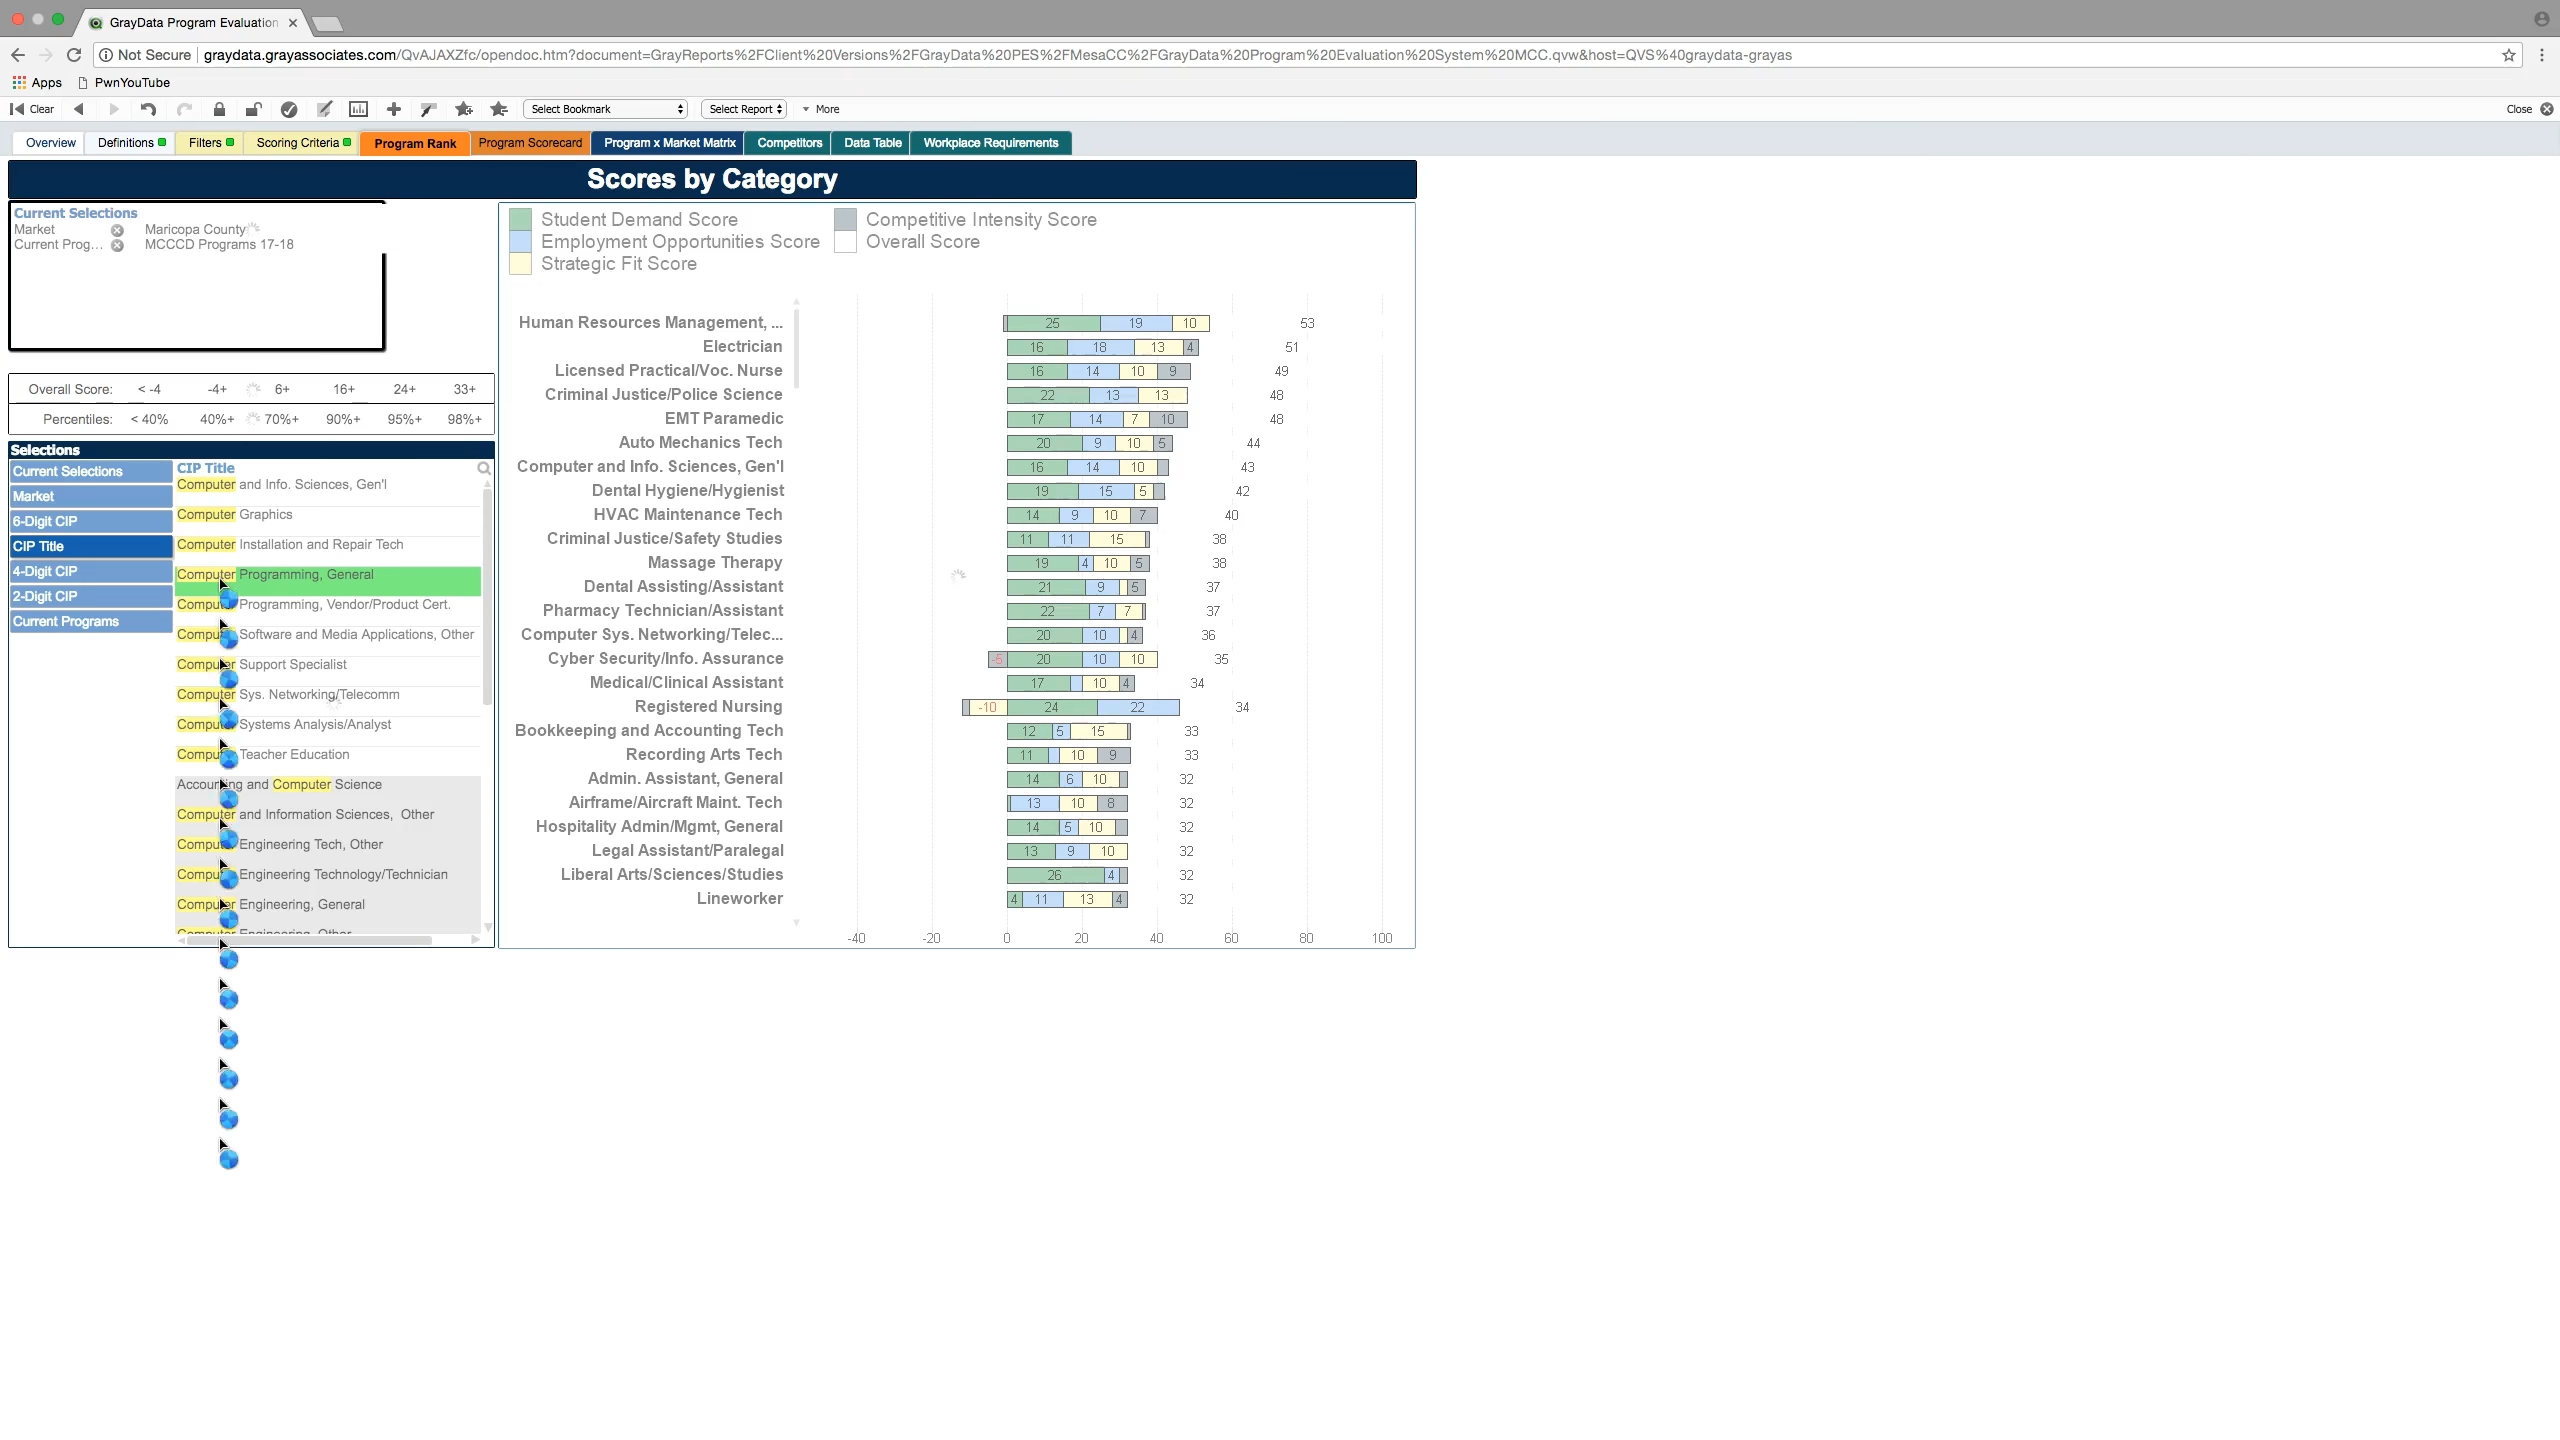 GrayData Program Evaluation
Not Secure graydata.grayassociates.com/QvAJAXZfc/opendoc.htm?document=GrayReports%2FClient%20Versions%2FGrayData%20PES%2FMesaCC%2FGrayData%20Program%20Evaluation%20System%20MCC.qvw&host=QVS%40graydata-grayas
Apps PwnYouTube
Clear Select Bookmark Select Report More Close
Overview Definitions Filters Scoring Criteria Program Rank Program Scorecard Program x Market Matrix Competitors Data Table Workplace Requirements
Scores by Category
Current Selections
Market Maricopa County
Current Prog... MCCCD Programs 17-18
Overall Score: < -4 -4+ 6+ 16+ 24+ 33+
Percentiles: < 40% 40%+ 70%+ 90%+ 95%+ 98%+
Selections
Current Selections
Market
6-Digit CIP
CIP Title
4-Digit CIP
2-Digit CIP
Current Programs
CIP Title
Computer and Info. Sciences, Gen'l
Computer Graphics
Computer Installation and Repair Tech
Computer Programming, General
Computer Programming, Vendor/Product Cert.
Computer Software and Media Applications, Other
Computer Support Specialist
Computer Sys. Networking/Telecomm
Computer Systems Analysis/Analyst
Computer Teacher Education
Accounting and Computer Science
Computer and Information Sciences, Other
Computer Engineering Tech, Other
Computer Engineering Technology/Technician
Computer Engineering, General
Computer Engineering, Other
Student Demand Score Competitive Intensity Score
Employment Opportunities Score Overall Score
Strategic Fit Score
Human Resources Management, ... 25 19 10 53
Electrician 16 18 13 4 51
Licensed Practical/Voc. Nurse 16 14 10 9 49
Criminal Justice/Police Science 22 13 13 48
EMT Paramedic 17 14 7 10 48
Auto Mechanics Tech 20 9 10 5 44
Computer and Info. Sciences, Gen'l 16 14 10 43
Dental Hygiene/Hygienist 19 15 5 42
HVAC Maintenance Tech 14 9 10 7 40
Criminal Justice/Safety Studies 11 11 15 38
Massage Therapy 19 4 10 5 38
Dental Assisting/Assistant 21 9 5 37
Pharmacy Technician/Assistant 22 7 7 37
Computer Sys. Networking/Telec... 20 10 4 36
Cyber Security/Info. Assurance -5 20 10 10 35
Medical/Clinical Assistant 17 10 4 34
Registered Nursing -10 24 22 34
Bookkeeping and Accounting Tech 12 5 15 33
Recording Arts Tech 11 10 9 33
Admin. Assistant, General 14 6 10 32
Airframe/Aircraft Maint. Tech 13 10 8 32
Hospitality Admin/Mgmt, General 14 5 10 32
Legal Assistant/Paralegal 13 9 10 32
Liberal Arts/Sciences/Studies 26 4 32
Lineworker 4 11 13 4 32
-40 -20 0 20 40 60 80 100